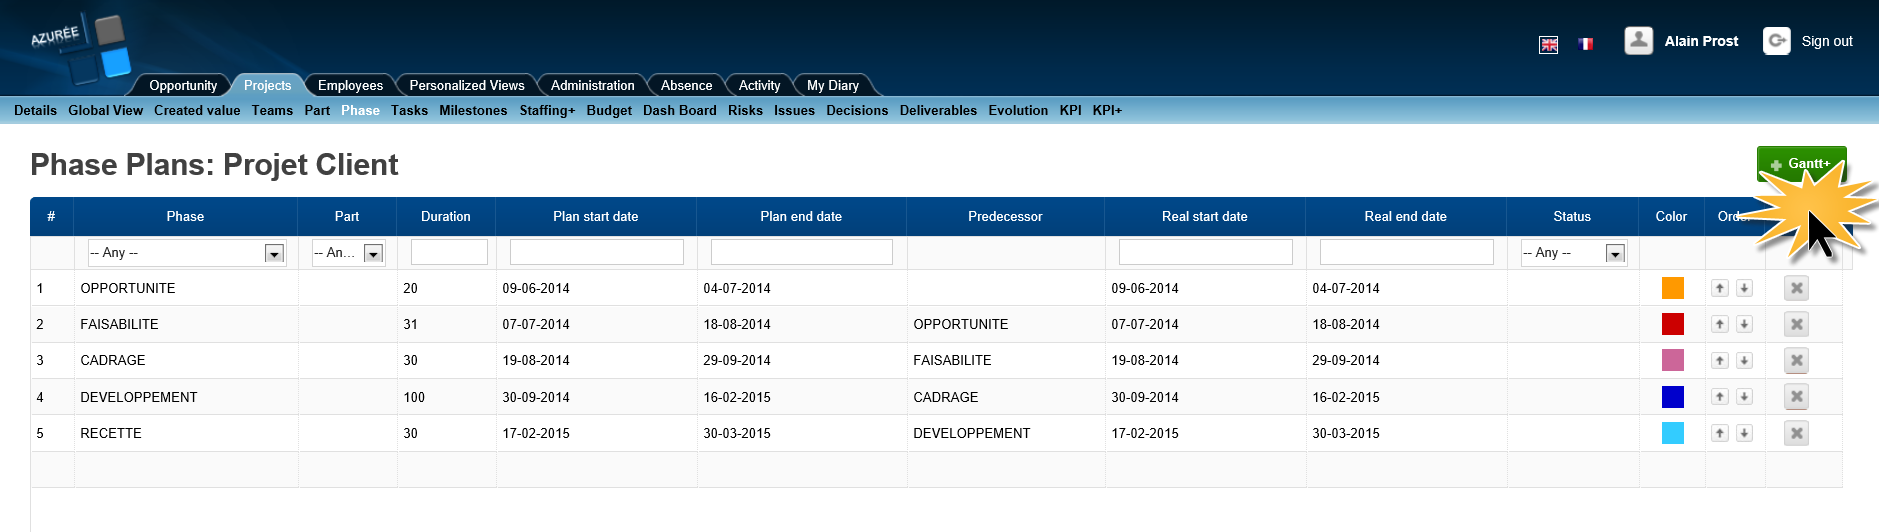 AZURÉE
Alain Prost Sign out
Opportunity Projects Employees Personalized Views Administration Absence Activity My Diary
Details Global View Created value Teams Part Phase Tasks Milestones Staffing+ Budget Dash Board Risks Issues Decisions Deliverables Evolution KPI KPI+
Phase Plans: Projet Client
Gantt+
# Phase Part Duration Plan start date Plan end date Predecessor Real start date Real end date Status Color
-- Any -- -- An... -- Any --
1 OPPORTUNITE 20 09-06-2014 04-07-2014 09-06-2014 04-07-2014
2 FAISABILITE 31 07-07-2014 18-08-2014 OPPORTUNITE 07-07-2014 18-08-2014
3 CADRAGE 30 19-08-2014 29-09-2014 FAISABILITE 19-08-2014 29-09-2014
4 DEVELOPPEMENT 100 30-09-2014 16-02-2015 CADRAGE 30-09-2014 16-02-2015
5 RECETTE 30 17-02-2015 30-03-2015 DEVELOPPEMENT 17-02-2015 30-03-2015